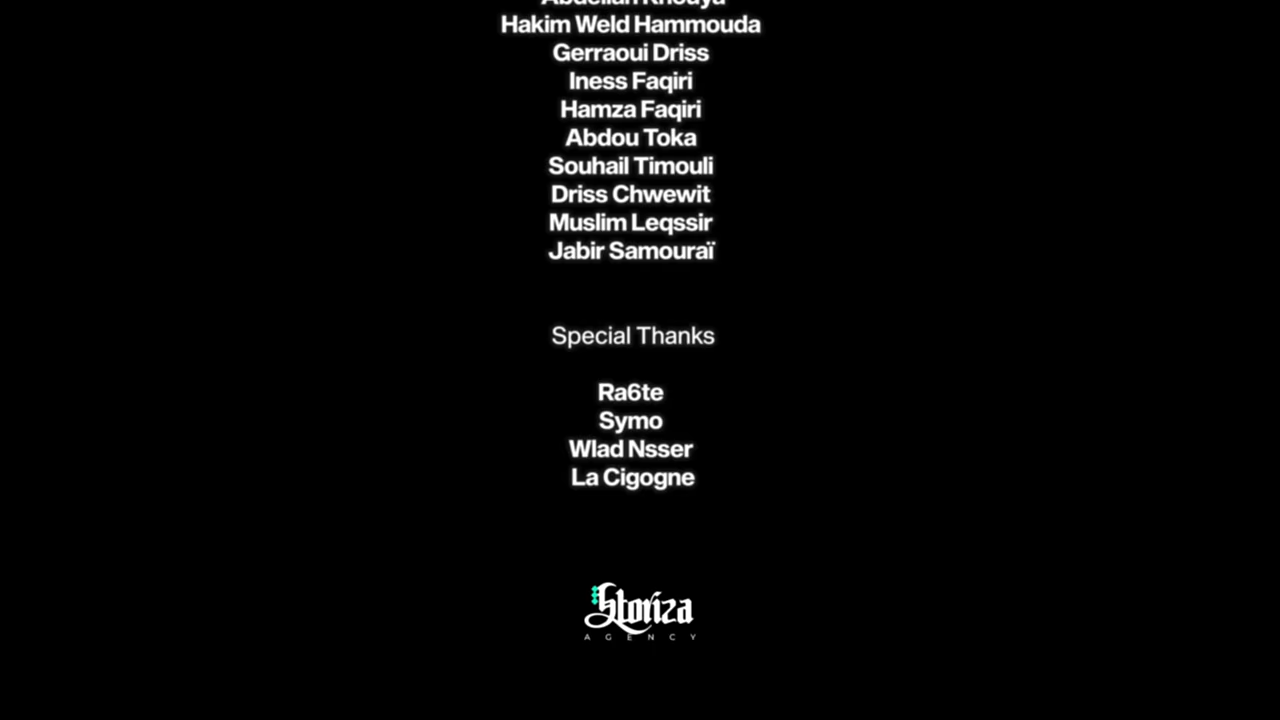 Hakim Weld Hammouda
Gerraoui Driss
Iness Faqiri
Hamza Faqiri
Abdou Toka
Souhail Timouli
Driss Chwewit
Muslim Leqssir
Jabir Samouraï
Special Thanks
Ra6te
Symo
Wlad Nsser
La Cigogne
Storiza
AGENCY